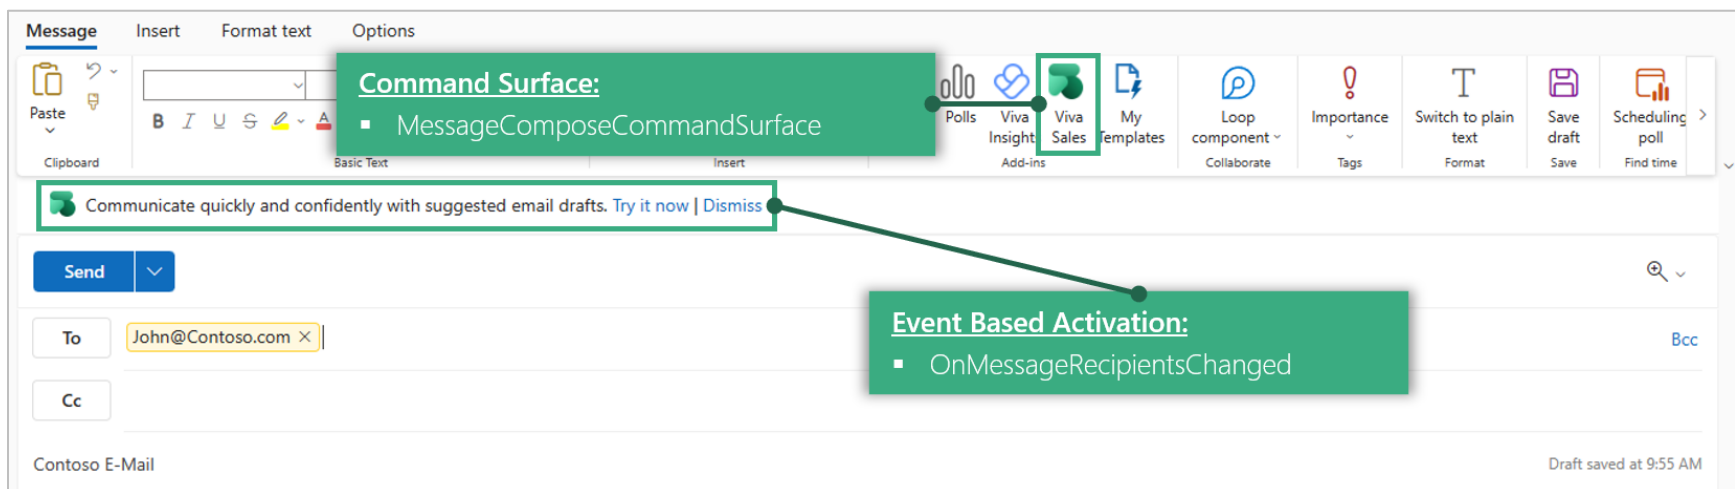 Message Insert Format text Options
Command Surface:
MessageComposeCommandSurface
Paste
B I U S A
Polls
Viva Insights
Viva Sales
My Templates
Loop component
Importance
Switch to plain text
Save draft
Scheduling poll
Clipboard Basic Text Insert Add-ins Collaborate Tags Format Save Find time
Communicate quickly and confidently with suggested email drafts. Try it now | Dismiss
Send
Event Based Activation:
OnMessageRecipientsChanged
To John@Contoso.com Bcc
Cc
Contoso E-Mail Draft saved at 9:55 AM